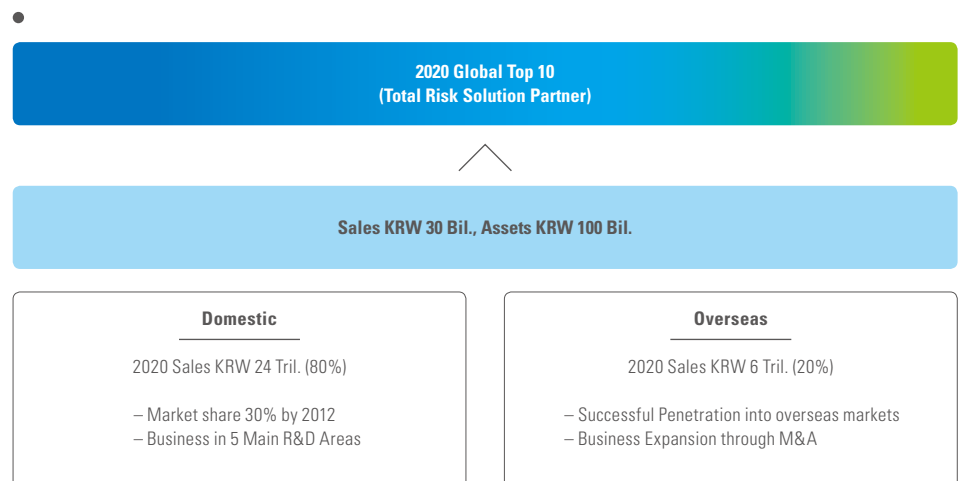 2020 Global Top 10
(Total Risk Solution Partner)
Sales KRW 30 Bil., Assets KRW 100 Bil.
Domestic
2020 Sales KRW 24 Tril. (80%)
– Market share 30% by 2012
– Business in 5 Main R&D Areas
Overseas
2020 Sales KRW 6 Tril. (20%)
– Successful Penetration into overseas markets
– Business Expansion through M&A